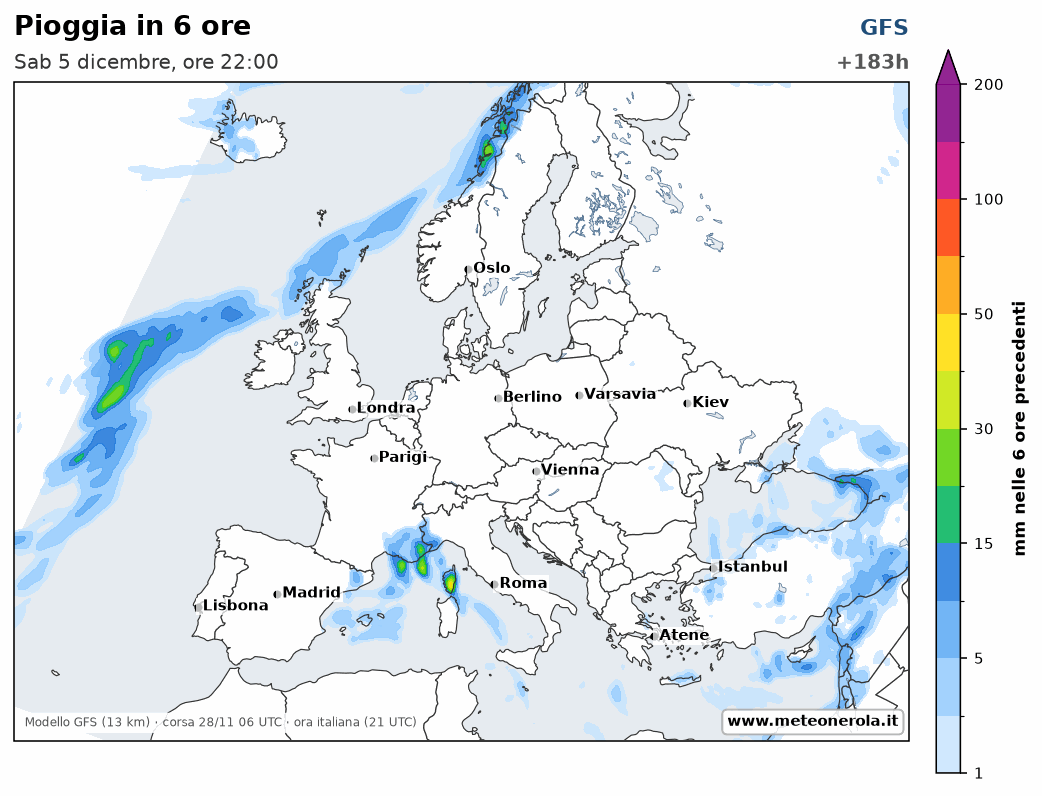 Pioggia in 6 ore
GFS
Sab 5 dicembre, ore 22:00
+183h
Oslo
Berlino
Varsavia
Kiev
Londra
Parigi
Vienna
Istanbul
Roma
Madrid
Lisbona
Atene
Modello GFS (13 km) · corsa 28/11 06 UTC · ora italiana (21 UTC)
www.meteonerola.it
200
100
50
30
15
5
1
mm nelle 6 ore precedenti